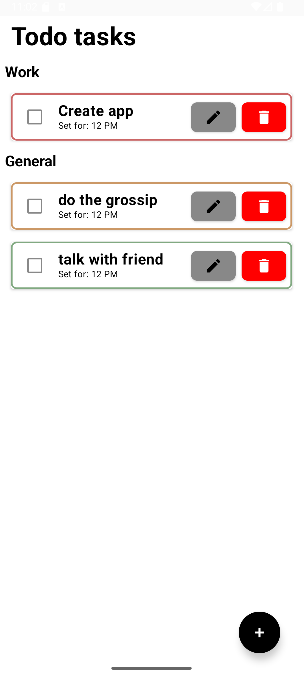 Todo tasks
Work
Create app
Set for: 12 PM
General
do the grossip
Set for: 12 PM
talk with friend
Set for: 12 PM
+